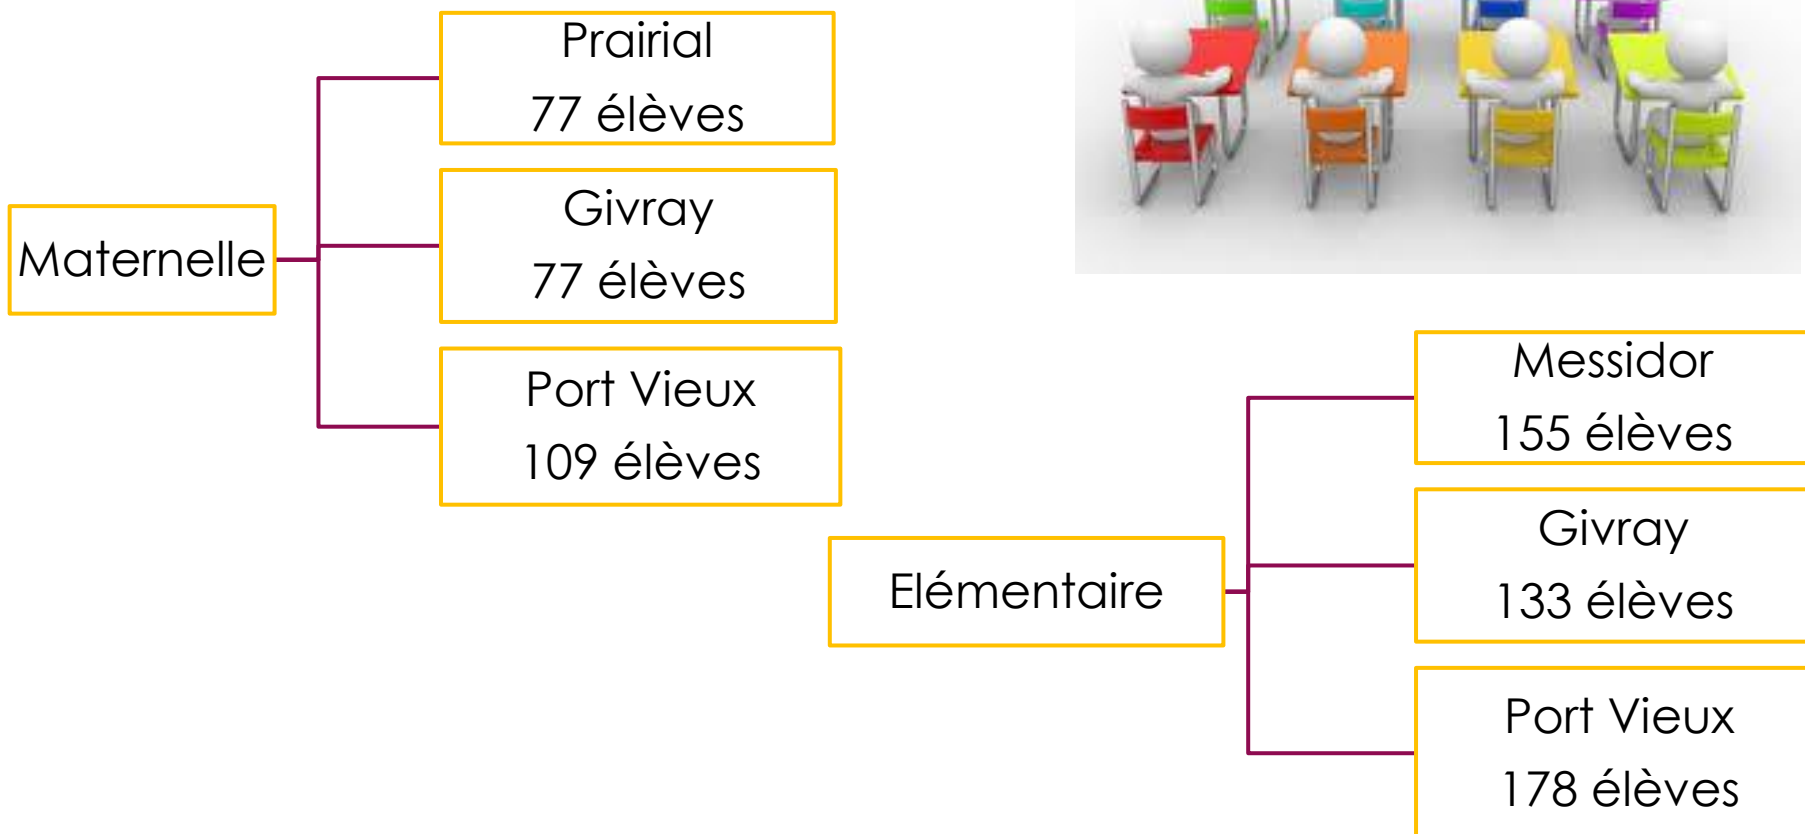 Maternelle
Prairial
77 élèves
Givray
77 élèves
Port Vieux
109 élèves
Elémentaire
Messidor
155 élèves
Givray
133 élèves
Port Vieux
178 élèves